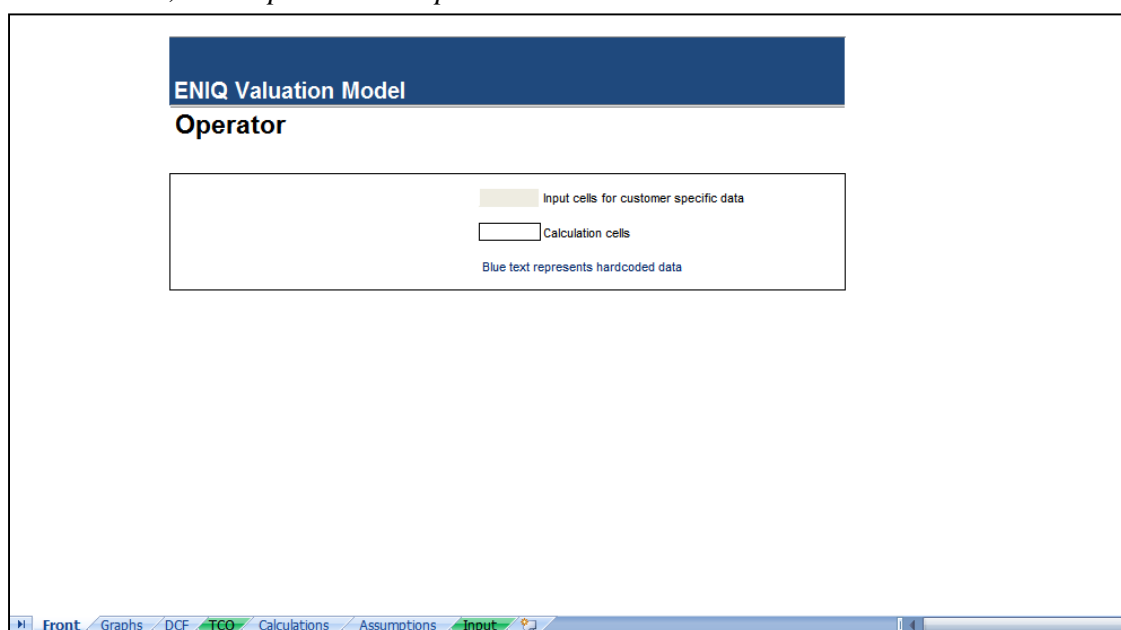 ENIQ Valuation Model
Operator
Input cells for customer specific data
Calculation cells
Blue text represents hardcoded data
Front Graphs DCF TCO Calculations Assumptions Input